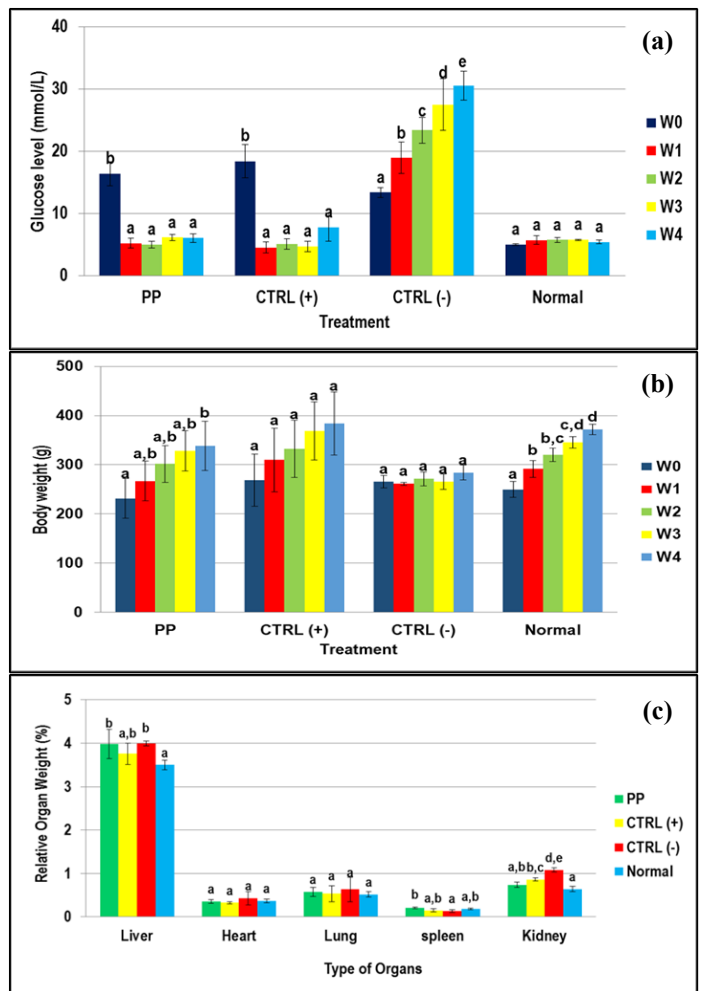 (a)
Glucose level (mmol/L)
40
30
20
10
0
b a a a a
b a a a a
a b c d e
a a a a a
PP CTRL (+) CTRL (-) Normal
Treatment
W0
W1
W2
W3
W4
(b)
Body weight (g)
500
400
300
200
100
0
a a,b a,b a,b b
a a a a a
a a a a a
a b b,c c,d d
PP CTRL (+) CTRL (-) Normal
Treatment
W0
W1
W2
W3
W4
(c)
Relative Organ Weight (%)
5
4
3
2
1
0
b a,b b a
a a a a
a a a a
b a,b a a,b
a,b b,c d,e a
Liver Heart Lung spleen Kidney
Type of Organs
PP
CTRL (+)
CTRL (-)
Normal